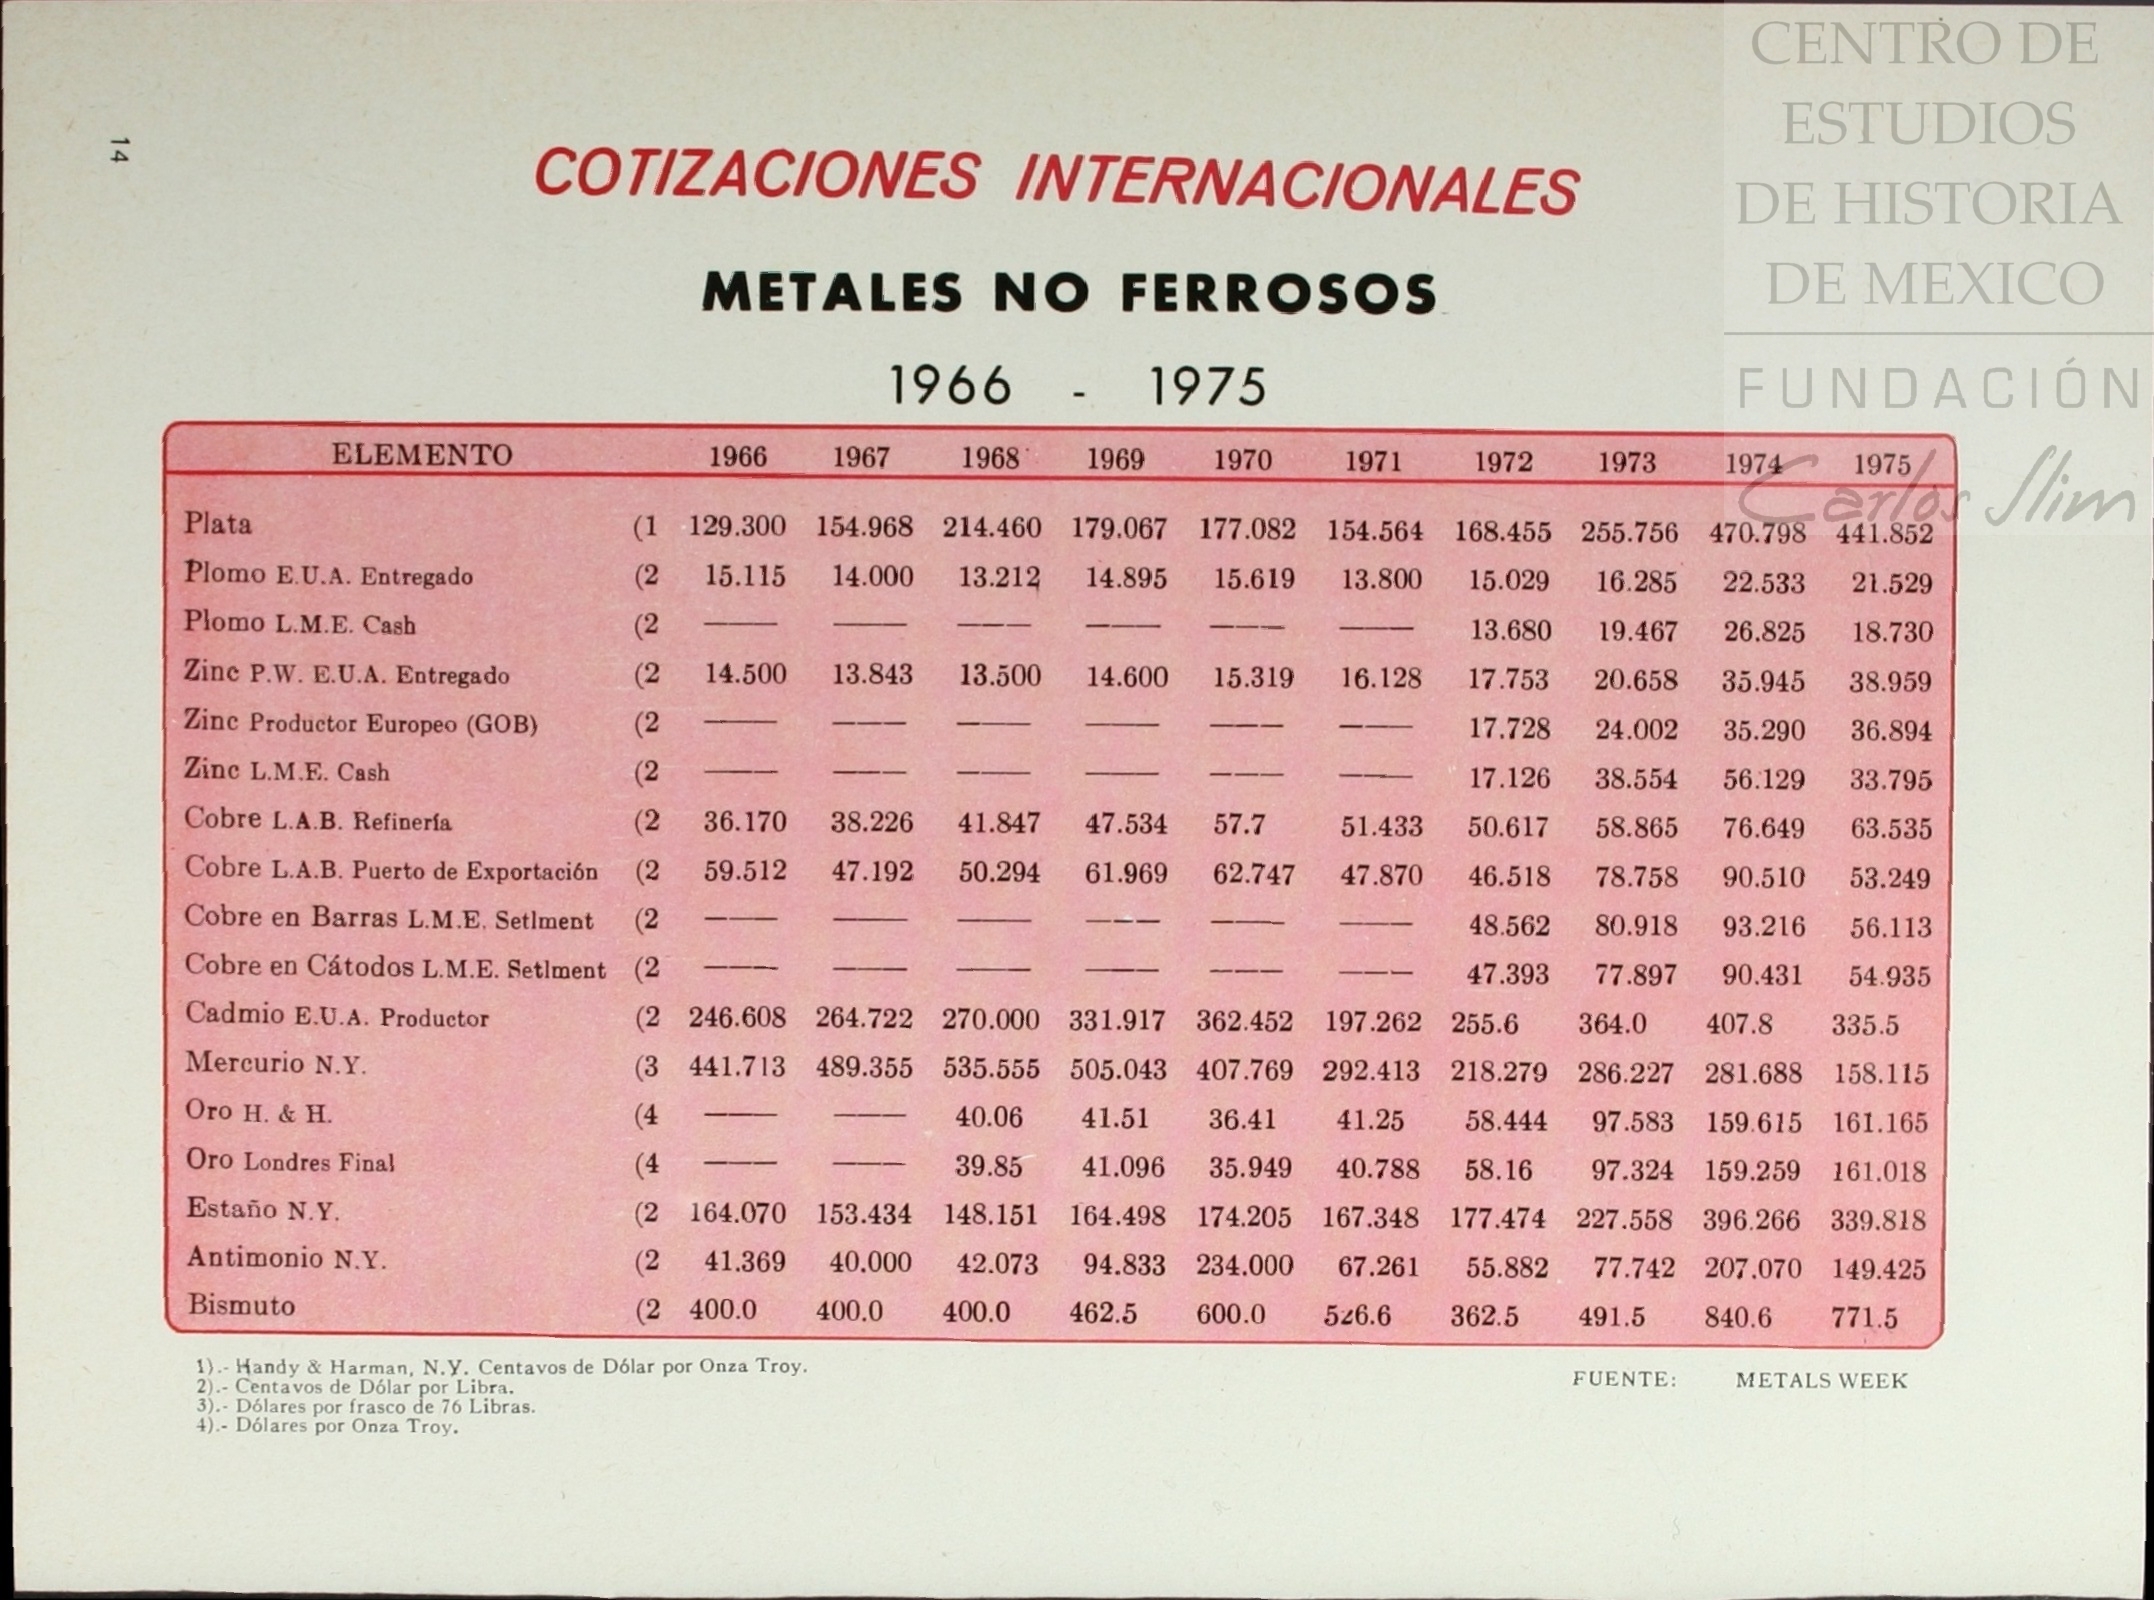 CENTRO DE
ESTUDIOS
DE HISTORIA
DE MEXICO
FUNDACIÓN
Carlos Slim
14
COTIZACIONES INTERNACIONALES
METALES NO FERROSOS
1966 - 1975
ELEMENTO 1966 1967 1968 1969 1970 1971 1972 1973 1974 1975
Plata (1 129.300 154.968 214.460 179.067 177.082 154.564 168.455 255.756 470.798 441.852
Plomo E.U.A. Entregado (2 15.115 14.000 13.212 14.895 15.619 13.800 15.029 16.285 22.533 21.529
Plomo L.M.E. Cash (2 ——— ——— ——— ——— ——— ——— 13.680 19.467 26.825 18.730
Zinc P.W. E.U.A. Entregado (2 14.500 13.843 13.500 14.600 15.319 16.128 17.753 20.658 35.945 38.959
Zinc Productor Europeo (GOB) (2 ——— ——— ——— ——— ——— ——— 17.728 24.002 35.290 36.894
Zinc L.M.E. Cash (2 ——— ——— ——— ——— ——— ——— 17.126 38.554 56.129 33.795
Cobre L.A.B. Refinería (2 36.170 38.226 41.847 47.534 57.7 51.433 50.617 58.865 76.649 63.535
Cobre L.A.B. Puerto de Exportación (2 59.512 47.192 50.294 61.969 62.747 47.870 46.518 78.758 90.510 53.249
Cobre en Barras L.M.E. Setlment (2 ——— ——— ——— ——— ——— ——— 48.562 80.918 93.216 56.113
Cobre en Cátodos L.M.E. Setlment (2 ——— ——— ——— ——— ——— ——— 47.393 77.897 90.431 54.935
Cadmio E.U.A. Productor (2 246.608 264.722 270.000 331.917 362.452 197.262 255.6 364.0 407.8 335.5
Mercurio N.Y. (3 441.713 489.355 535.555 505.043 407.769 292.413 218.279 286.227 281.688 158.115
Oro H. & H. (4 ——— ——— 40.06 41.51 36.41 41.25 58.444 97.583 159.615 161.165
Oro Londres Final (4 ——— ——— 39.85 41.096 35.949 40.788 58.16 97.324 159.259 161.018
Estaño N.Y. (2 164.070 153.434 148.151 164.498 174.205 167.348 177.474 227.558 396.266 339.818
Antimonio N.Y. (2 41.369 40.000 42.073 94.833 234.000 67.261 55.882 77.742 207.070 149.425
Bismuto (2 400.0 400.0 400.0 462.5 600.0 526.6 362.5 491.5 840.6 771.5
1).- Handy & Harman, N.Y. Centavos de Dólar por Onza Troy.
2).- Centavos de Dólar por Libra.
3).- Dólares por frasco de 76 Libras.
4).- Dólares por Onza Troy.
FUENTE: METALS WEEK